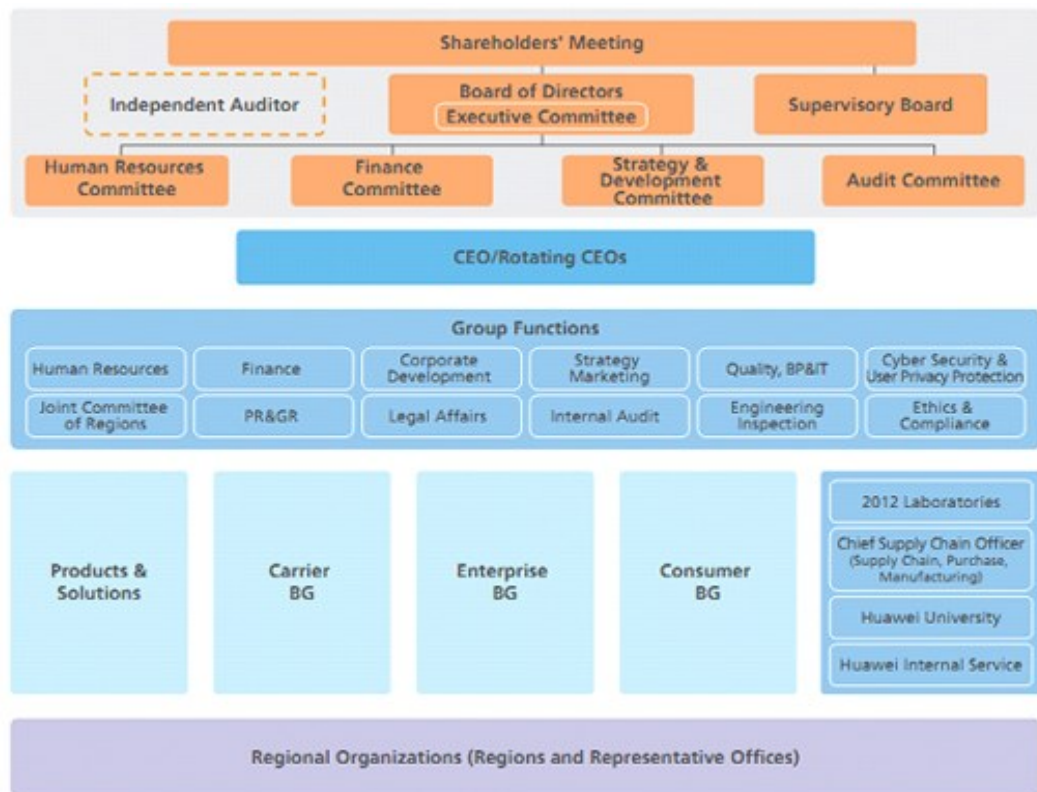 Shareholders' Meeting
Independent Auditor
Board of Directors
Executive Committee
Supervisory Board
Human Resources
Committee
Finance
Committee
Strategy &
Development
Committee
Audit Committee
CEO/Rotating CEOs
Group Functions
Human Resources
Finance
Corporate
Development
Strategy
Marketing
Quality, BP&IT
Cyber Security &
User Privacy Protection
Joint Committee
of Regions
PR&GR
Legal Affairs
Internal Audit
Engineering
Inspection
Ethics &
Compliance
Products &
Solutions
Carrier
BG
Enterprise
BG
Consumer
BG
2012 Laboratories
Chief Supply Chain Officer
(Supply Chain, Purchase,
Manufacturing)
Huawei University
Huawei Internal Service
Regional Organizations (Regions and Representative Offices)